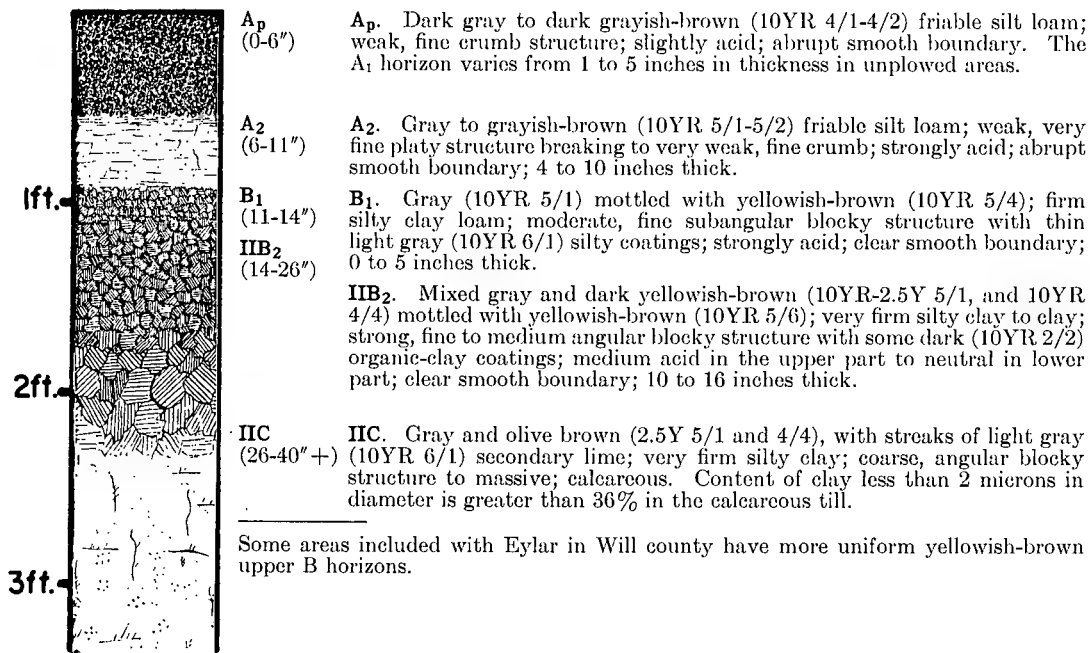 A_p
(0-6″)
A_p. Dark gray to dark grayish-brown (10YR 4/1-4/2) friable silt loam;
weak, fine crumb structure; slightly acid; abrupt smooth boundary. The
A₁ horizon varies from 1 to 5 inches in thickness in unplowed areas.
A₂
(6-11″)
A₂. Gray to grayish-brown (10YR 5/1-5/2) friable silt loam; weak, very
fine platy structure breaking to very weak, fine crumb; strongly acid; abrupt
smooth boundary; 4 to 10 inches thick.
1ft.
B₁
(11-14″)
B₁. Gray (10YR 5/1) mottled with yellowish-brown (10YR 5/4); firm
silty clay loam; moderate, fine subangular blocky structure with thin
light gray (10YR 6/1) silty coatings; strongly acid; clear smooth boundary;
0 to 5 inches thick.
IIB₂
(14-26″)
IIB₂. Mixed gray and dark yellowish-brown (10YR-2.5Y 5/1, and 10YR
4/4) mottled with yellowish-brown (10YR 5/6); very firm silty clay to clay;
strong, fine to medium angular blocky structure with some dark (10YR 2/2)
organic-clay coatings; medium acid in the upper part to neutral in lower
part; clear smooth boundary; 10 to 16 inches thick.
2ft.
IIC
(26-40″+)
IIC. Gray and olive brown (2.5Y 5/1 and 4/4), with streaks of light gray
(10YR 6/1) secondary lime; very firm silty clay; coarse, angular blocky
structure to massive; calcareous. Content of clay less than 2 microns in
diameter is greater than 36% in the calcareous till.
Some areas included with Eylar in Will county have more uniform yellowish-brown
upper B horizons.
3ft.